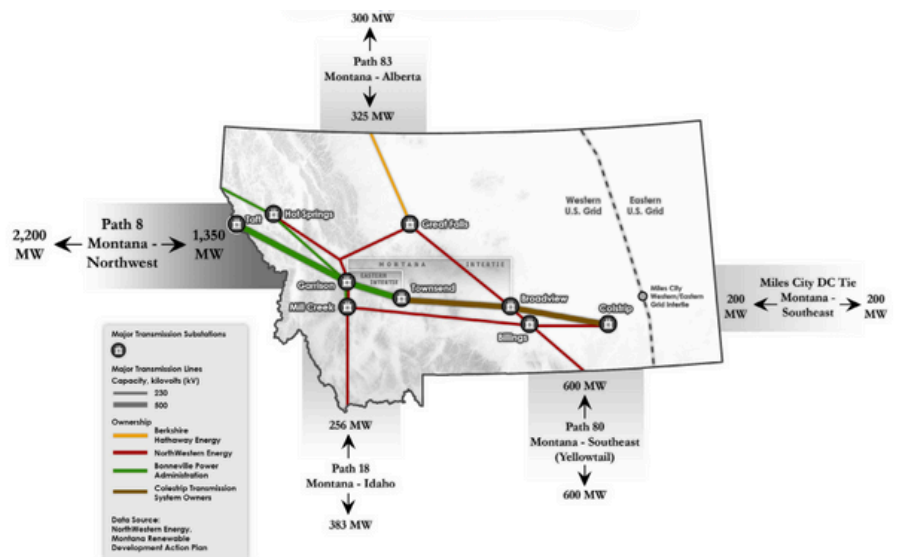 300 MW
Path 83
Montana - Alberta
325 MW
2,200
MW
Path 8
Montana -
Northwest
1,350
MW
Taft
Hot Springs
Great Falls
Western
U.S. Grid
Eastern
U.S. Grid
MONTANA INTERTIE
EASTERN
INTERTIE
Garrison
Townsend
Broadview
Mill Creek
Colstrip
Billings
Miles City
Western/Eastern
Grid Intertie
200
MW
Miles City DC Tie
Montana -
Southeast
200
MW
Major Transmission Substations
Major Transmission Lines
Capacity, kilovolts (kV)
230
500
Ownership
Berkshire
Hathaway Energy
NorthWestern Energy
Bonneville Power
Administration
Colestrip Transmission
System Owners
Data Source:
NorthWestern Energy,
Montana Renewable
Development Action Plan
256 MW
Path 18
Montana - Idaho
383 MW
600 MW
Path 80
Montana - Southeast
(Yellowtail)
600 MW